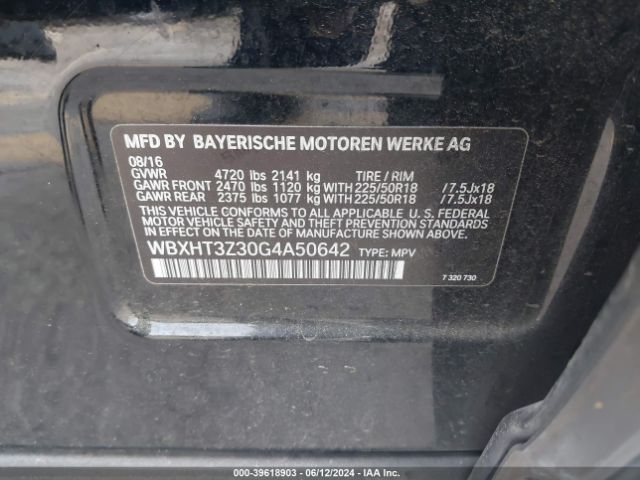 MFD BY BAYERISCHE MOTOREN WERKE AG
08/16
GVWR 4720 lbs 2141 kg TIRE / RIM
GAWR FRONT 2470 lbs 1120 kg WITH 225/50R18 /7.5Jx18
GAWR REAR 2375 lbs 1077 kg WITH 225/50R18 /7.5Jx18
THIS VEHICLE CONFORMS TO ALL APPLICABLE U. S. FEDERAL
MOTOR VEHICLE SAFETY AND THEFT PREVENTION STANDARDS
IN EFFECT ON THE DATE OF MANUFACTURE SHOWN ABOVE.
WBXHT3Z30G4A50642 TYPE: MPV
7 320 730
000-39618903 - 06/12/2024 - IAA Inc.